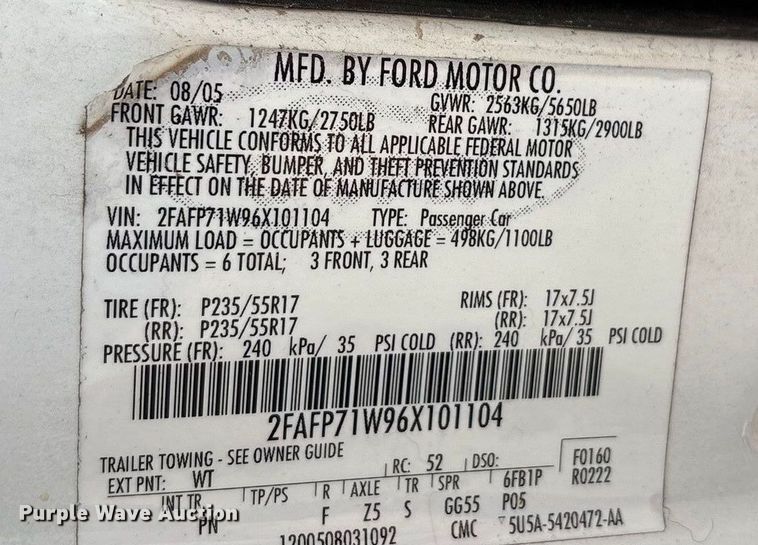 MFD. BY FORD MOTOR CO.
DATE: 08/05 GVWR: 2563KG/5650LB
FRONT GAWR: 1247KG/2750LB REAR GAWR: 1315KG/2900LB
THIS VEHICLE CONFORMS TO ALL APPLICABLE FEDERAL MOTOR
VEHICLE SAFETY, BUMPER, AND THEFT PREVENTION STANDARDS
IN EFFECT ON THE DATE OF MANUFACTURE SHOWN ABOVE.
VIN: 2FAFP71W96X101104 TYPE: Passenger Car
MAXIMUM LOAD = OCCUPANTS + LUGGAGE = 498KG/1100LB
OCCUPANTS = 6 TOTAL; 3 FRONT, 3 REAR
TIRE (FR): P235/55R17 RIMS (FR): 17x7.5J
(RR): P235/55R17 (RR): 17x7.5J
PRESSURE (FR): 240 kPa/ 35 PSI COLD (RR): 240 kPa/ 35 PSI COLD
2FAFP71W96X101104
TRAILER TOWING - SEE OWNER GUIDE
EXT PNT: WT RC: 52 DSO: F0160
6FB1P R0222
INT TR TP/PS R AXLE TR SPR P05
PN F Z5 S GG55
1200508031092 CMC 5U5A-5420472-AA
Purple Wave Auction